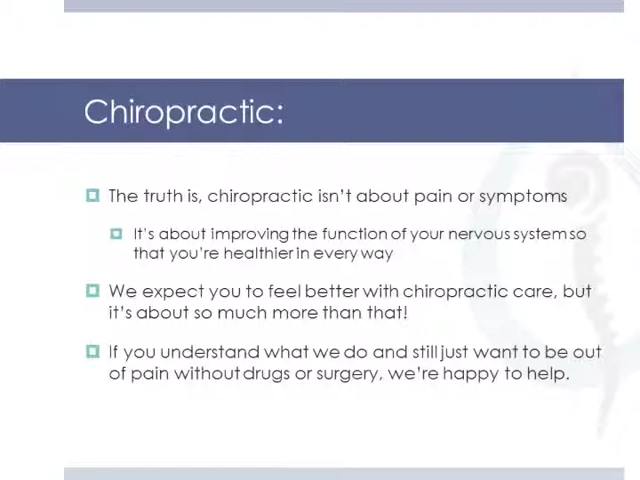 Chiropractic:
The truth is, chiropractic isn't about pain or symptoms
It's about improving the function of your nervous system so
that you're healthier in every way
We expect you to feel better with chiropractic care, but
it's about so much more than that!
If you understand what we do and still just want to be out
of pain without drugs or surgery, we're happy to help.